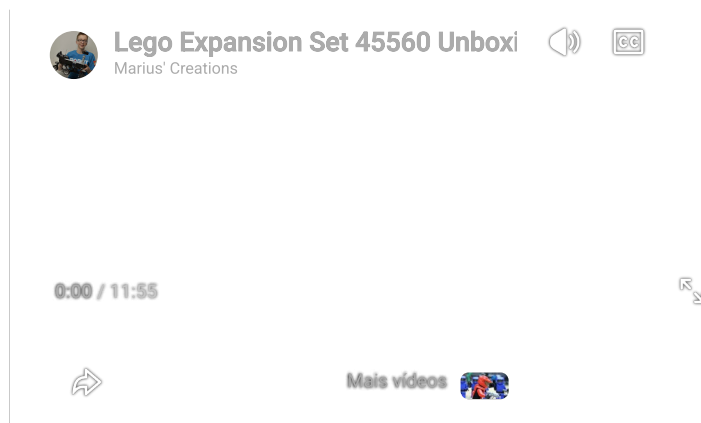 Lego Expansion Set 45560 Unboxi
Marius' Creations
CC
0:00 / 11:55
Mais vídeos